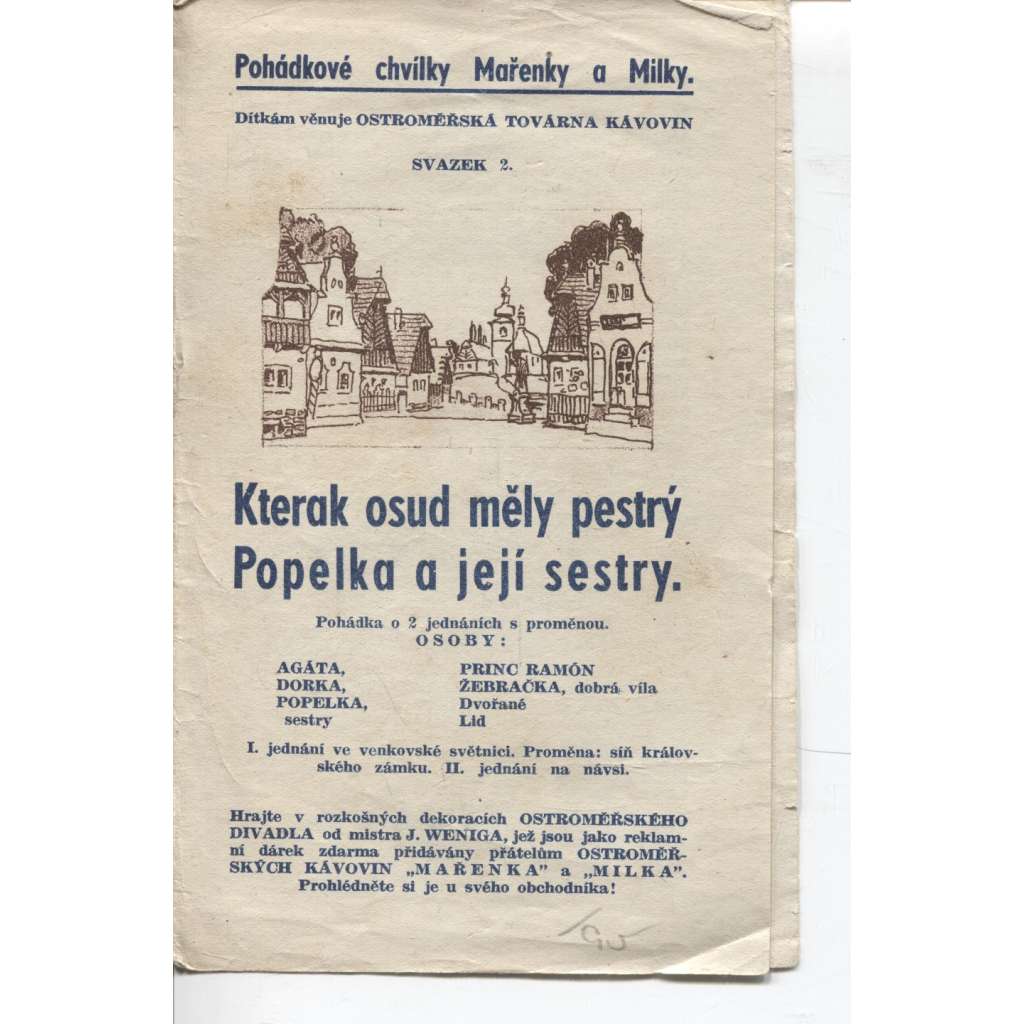 Pohádkové chvílky Mařenky a Milky.
Dítkám věnuje OSTROMĚŘSKÁ TOVÁRNA KÁVOVIN
SVAZEK 2.
Kterak osud měly pestrý
Popelka a její sestry.
Pohádka o 2 jednáních s proměnou.
OSOBY:
AGÁTA, PRINC RAMÓN
DORKA, ŽEBRAČKA, dobrá víla
POPELKA, Dvořané
sestry Lid
I. jednání ve venkovské světnici. Proměna: síň králov-
ského zámku. II. jednání na návsi.
Hrajte v rozkošných dekoracích OSTROMĚŘSKÉHO
DIVADLA od mistra J. WENIGA, jež jsou jako reklam-
ní dárek zdarma přidávány přátelům OSTROMĚŘ-
SKÝCH KÁVOVIN „MAŘENKA" a „MILKA".
Prohlédněte si je u svého obchodníka!